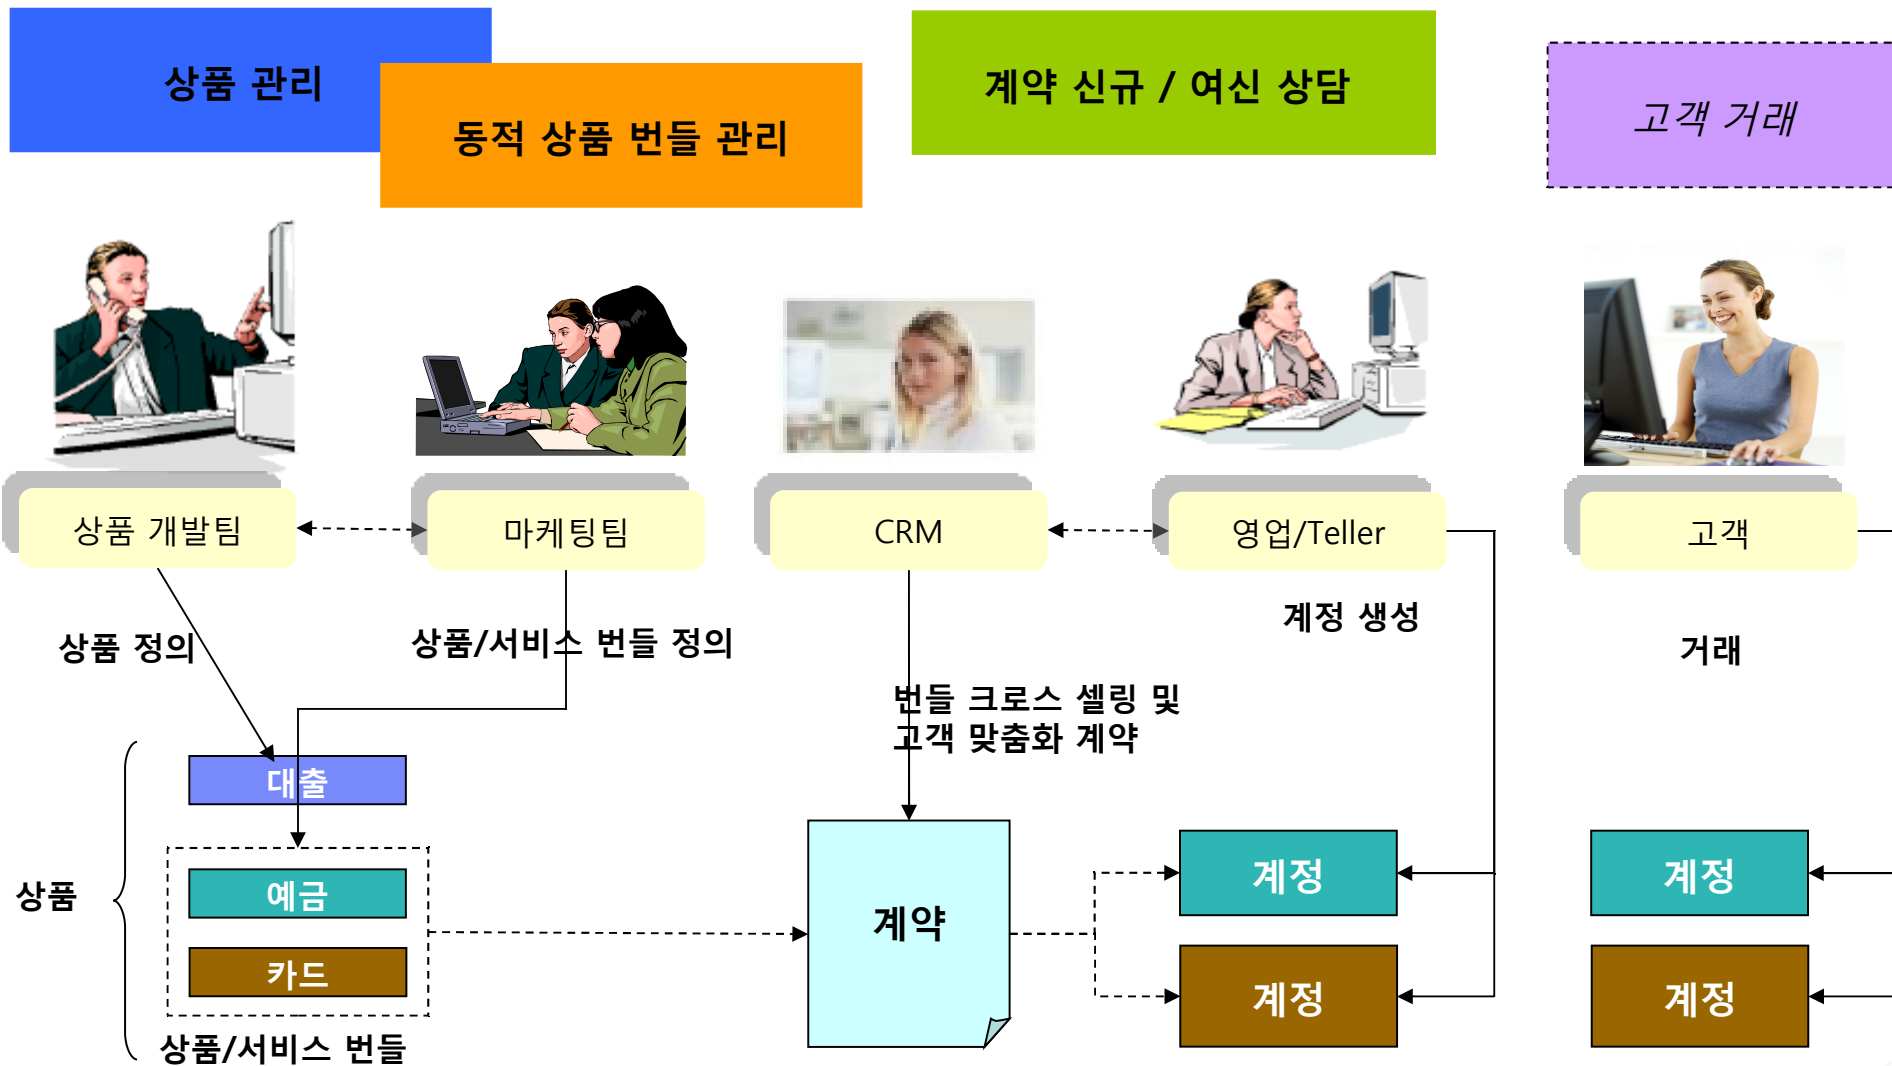 상품 관리
동적 상품 번들 관리
계약 신규 / 여신 상담
고객 거래
상품 개발팀
마케팅팀
CRM
영업/Teller
고객
상품 정의
상품/서비스 번들 정의
번들 크로스 셀링 및
고객 맞춤화 계약
계정 생성
거래
상품
대출
예금
카드
상품/서비스 번들
계약
계정
계정
계정
계정